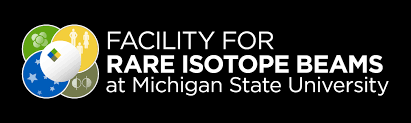 FACILITY FOR
RARE ISOTOPE BEAMS
at Michigan State University